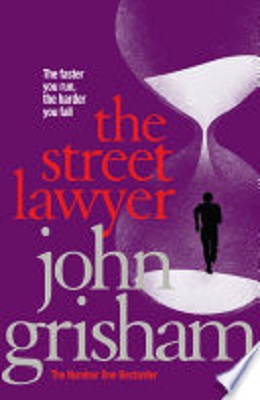 The faster
you run,
the harder
you fall
the
street
lawyer
john
grisham
The Number One Bestseller